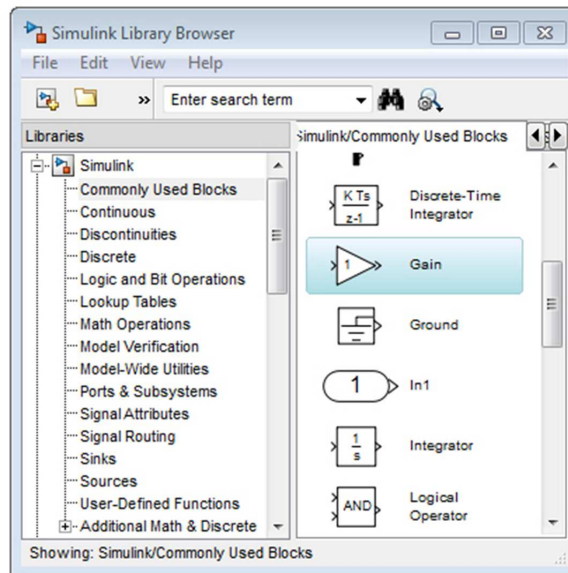 Simulink Library Browser
File Edit View Help
» Enter search term
Libraries
Simulink/Commonly Used Blocks
Simulink
Commonly Used Blocks
Continuous
Discontinuities
Discrete
Logic and Bit Operations
Lookup Tables
Math Operations
Model Verification
Model-Wide Utilities
Ports & Subsystems
Signal Attributes
Signal Routing
Sinks
Sources
User-Defined Functions
Additional Math & Discrete
K Ts
z-1
Discrete-Time
Integrator
1
Gain
Ground
1
In1
1
s
Integrator
AND
Logical
Operator
Showing: Simulink/Commonly Used Blocks